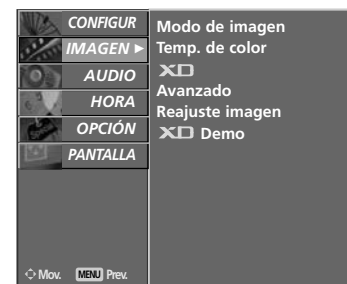 CONFIGUR
IMAGEN
AUDIO
HORA
OPCIÓN
PANTALLA
Modo de imagen
Temp. de color
XD
Avanzado
Reajuste imagen
XD Demo
Mov. MENU Prev.